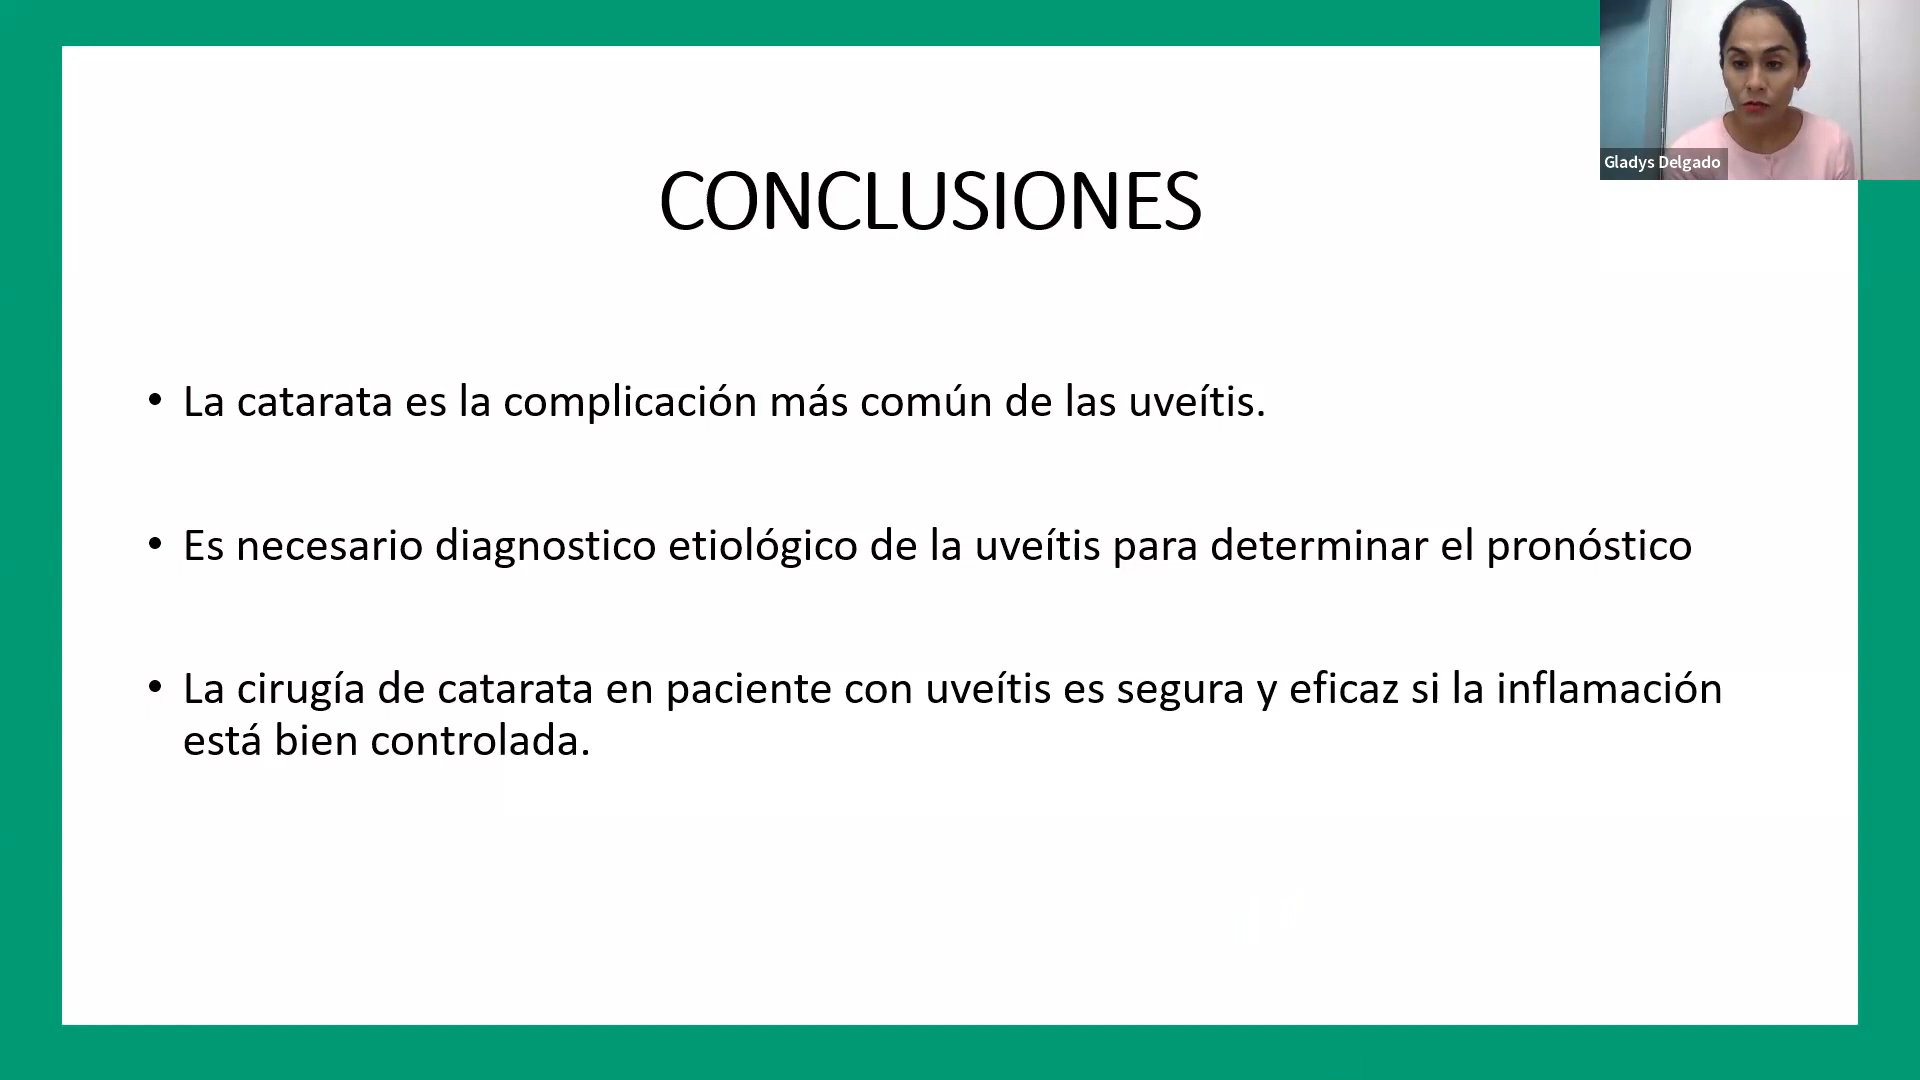 Gladys Delgado
CONCLUSIONES
• La catarata es la complicación más común de las uveítis.
• Es necesario diagnostico etiológico de la uveítis para determinar el pronóstico
• La cirugía de catarata en paciente con uveítis es segura y eficaz si la inflamación
está bien controlada.